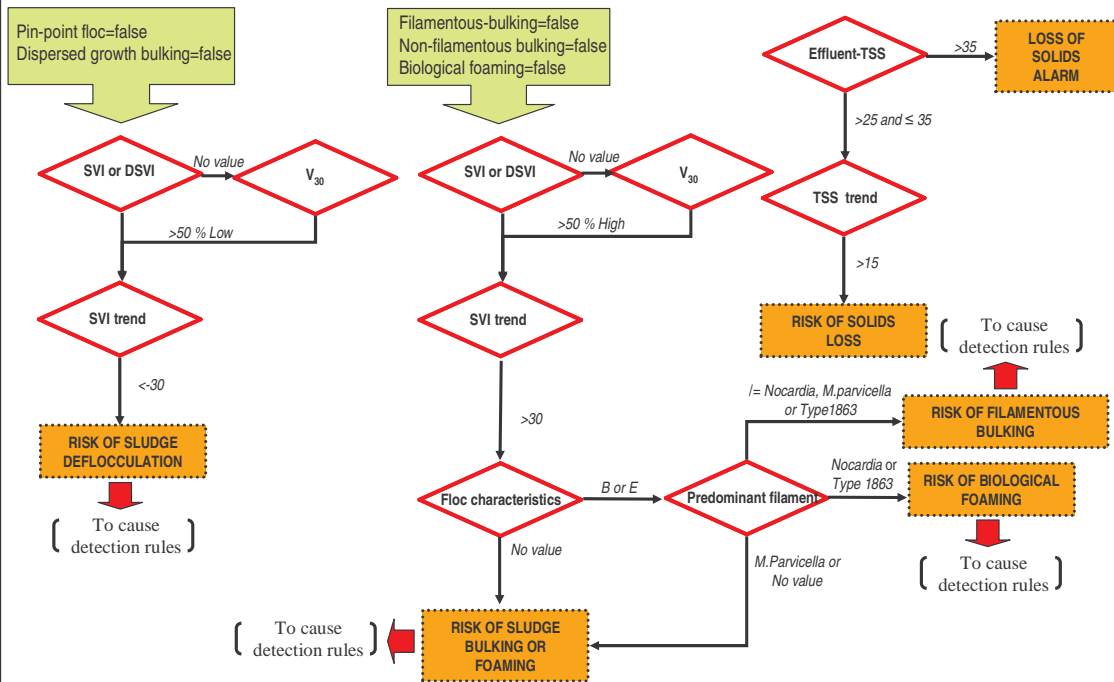 Pin-point floc=false
Dispersed growth bulking=false
SVI or DSVI
No value
V30
>50 % Low
SVI trend
<-30
RISK OF SLUDGE
DEFLOCCULATION
To cause
detection rules
Filamentous-bulking=false
Non-filamentous bulking=false
Biological foaming=false
SVI or DSVI
No value
V30
>50 % High
SVI trend
>30
Floc characteristics
B or E
Predominant filament
No value
M.Parvicella or
No value
RISK OF SLUDGE
BULKING OR
FOAMING
To cause
detection rules
/= Nocardia, M.parvicella
or Type1863
RISK OF FILAMENTOUS
BULKING
To cause
detection rules
Nocardia or
Type 1863
RISK OF BIOLOGICAL
FOAMING
To cause
detection rules
Effluent-TSS
>35
LOSS OF
SOLIDS
ALARM
>25 and ≤ 35
TSS trend
>15
RISK OF SOLIDS
LOSS